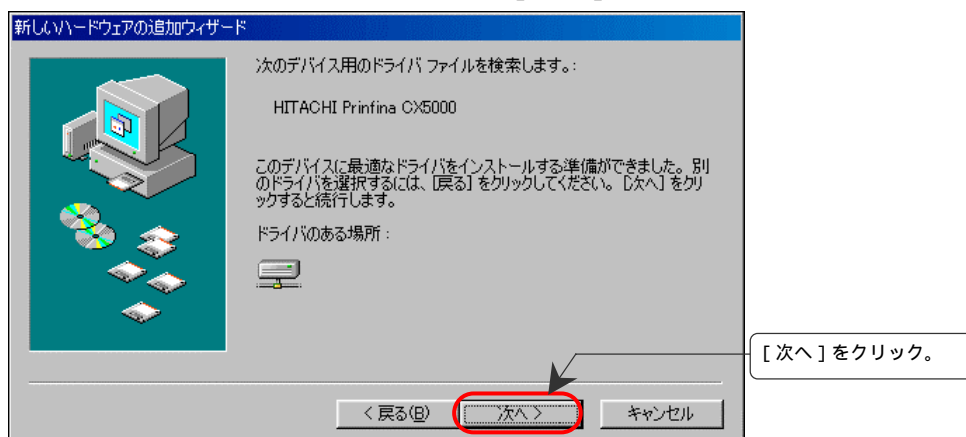 新しいハードウェアの追加ウィザード
次のデバイス用のドライバ ファイルを検索します。:
HITACHI Prinfina CX5000
このデバイスに最適なドライバをインストールする準備ができました。別
のドライバを選択するには、[戻る] をクリックしてください。[次へ] をクリ
ックすると続行します。
ドライバのある場所 :
[ 次へ ] をクリック。
< 戻る(B)
次へ >
キャンセル